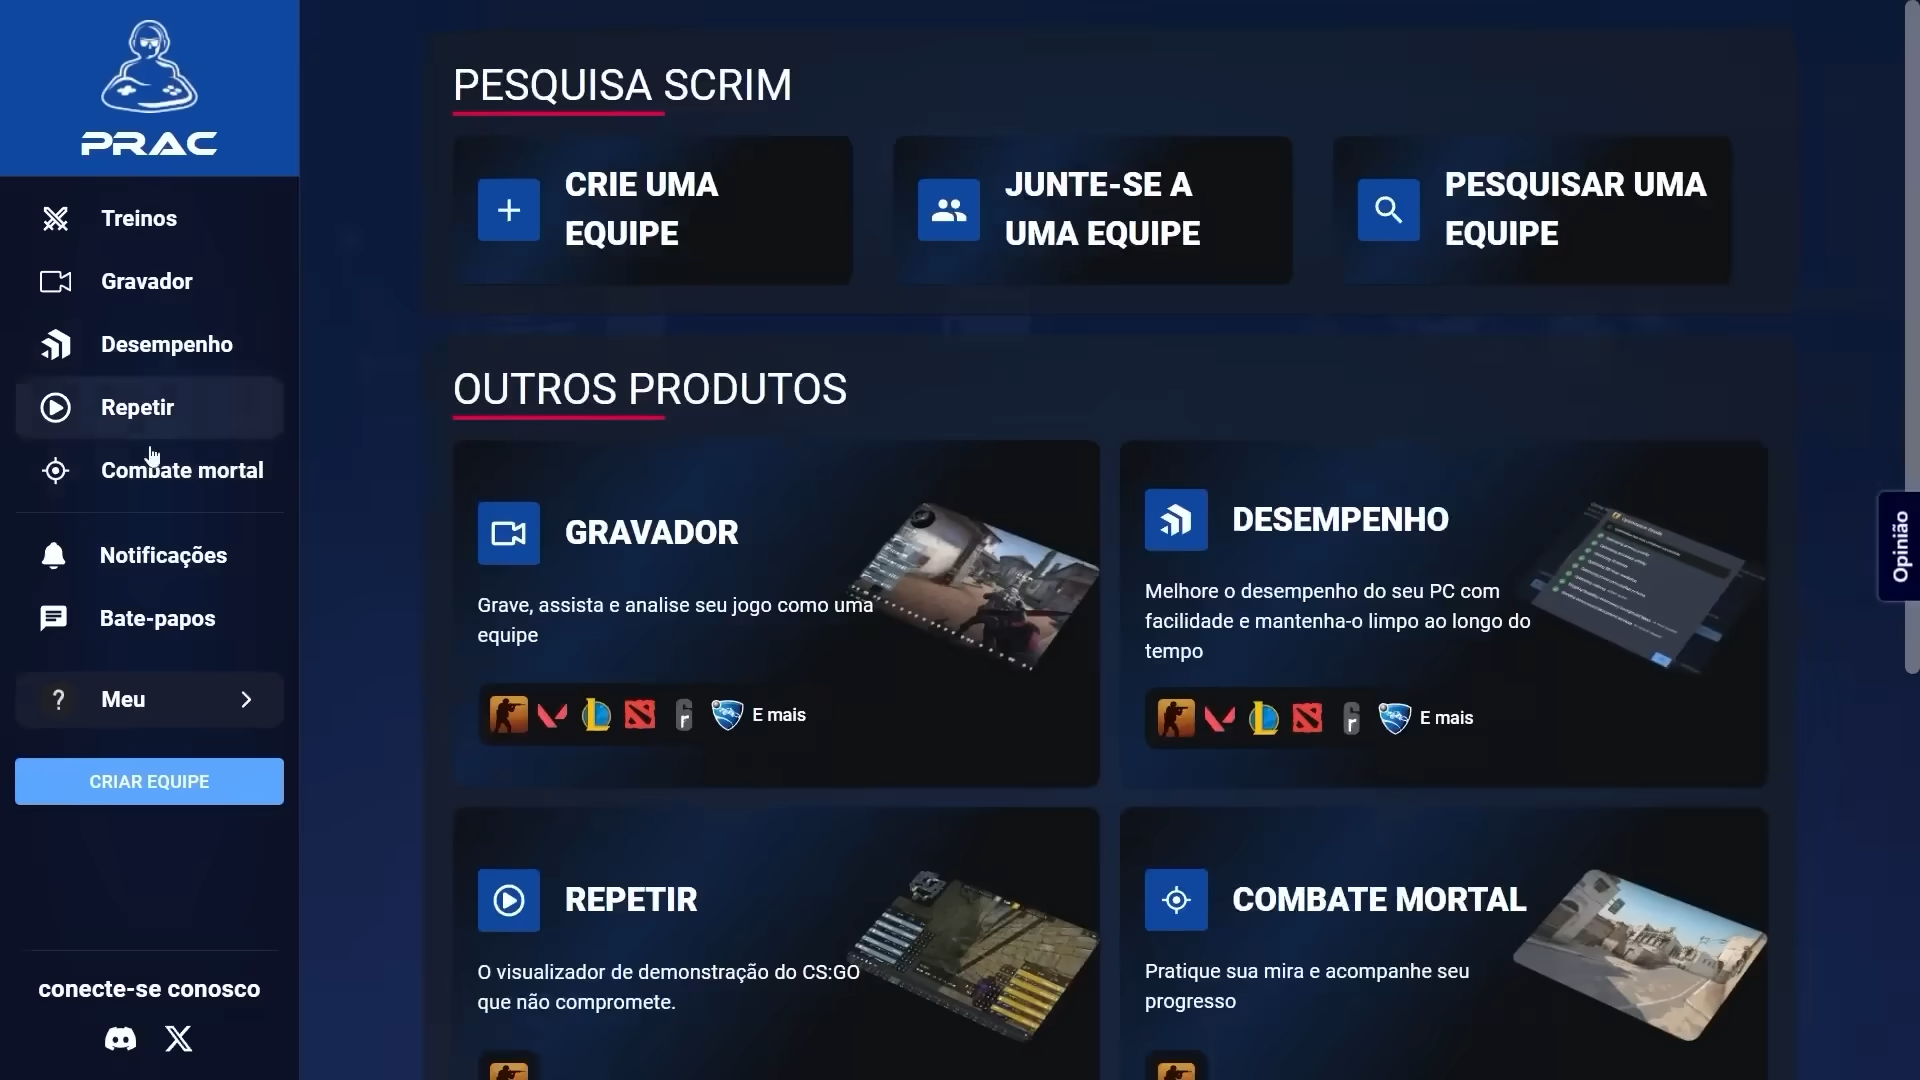 PRAC
Treinos
Gravador
Desempenho
Repetir
Combate mortal
Notificações
Bate-papos
? Meu
CRIAR EQUIPE
conecte-se conosco
PESQUISA SCRIM
CRIE UMA
EQUIPE
JUNTE-SE A
UMA EQUIPE
PESQUISAR UMA
EQUIPE
OUTROS PRODUTOS
GRAVADOR
Grave, assista e analise seu jogo como uma
equipe
E mais
DESEMPENHO
Melhore o desempenho do seu PC com
facilidade e mantenha-o limpo ao longo do
tempo
E mais
REPETIR
O visualizador de demonstração do CS:GO
que não compromete.
COMBATE MORTAL
Pratique sua mira e acompanhe seu
progresso
Opinião